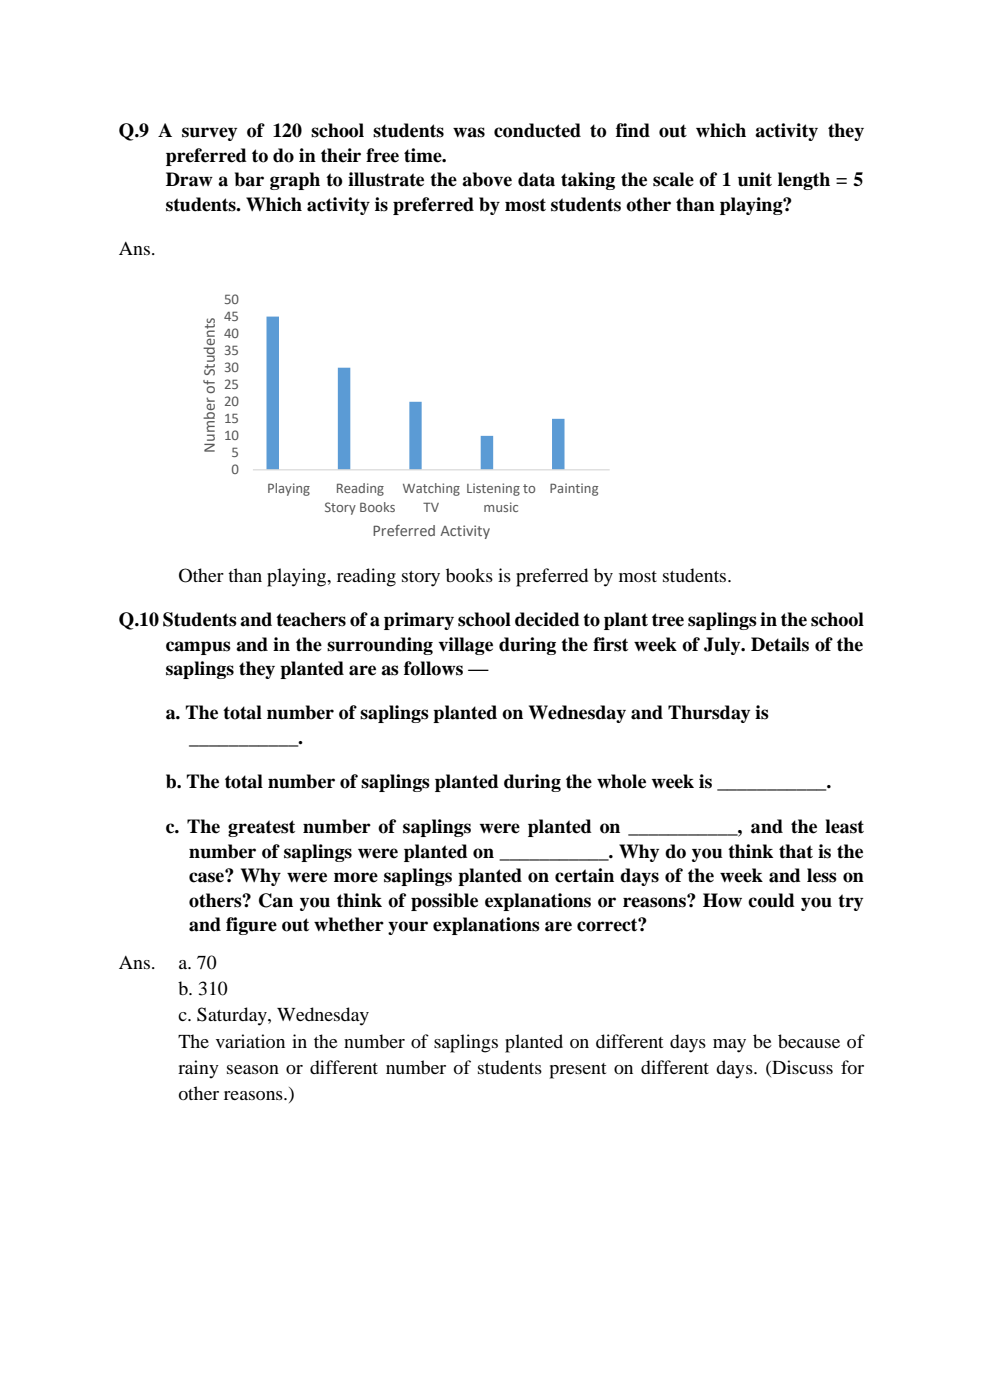 Q.9 A survey of 120 school students was conducted to find out which activity they
preferred to do in their free time.
Draw a bar graph to illustrate the above data taking the scale of 1 unit length = 5
students. Which activity is preferred by most students other than playing?
Ans.
50
45
40
35
30
25
20
15
10
5
0
Number of Students
Playing Reading Watching Listening to Painting
Story Books TV music
Preferred Activity
Other than playing, reading story books is preferred by most students.
Q.10 Students and teachers of a primary school decided to plant tree saplings in the school
campus and in the surrounding village during the first week of July. Details of the
saplings they planted are as follows —
a. The total number of saplings planted on Wednesday and Thursday is
___________.
b. The total number of saplings planted during the whole week is ___________.
c. The greatest number of saplings were planted on ___________, and the least
number of saplings were planted on ___________. Why do you think that is the
case? Why were more saplings planted on certain days of the week and less on
others? Can you think of possible explanations or reasons? How could you try
and figure out whether your explanations are correct?
Ans. a. 70
b. 310
c. Saturday, Wednesday
The variation in the number of saplings planted on different days may be because of
rainy season or different number of students present on different days. (Discuss for
other reasons.)